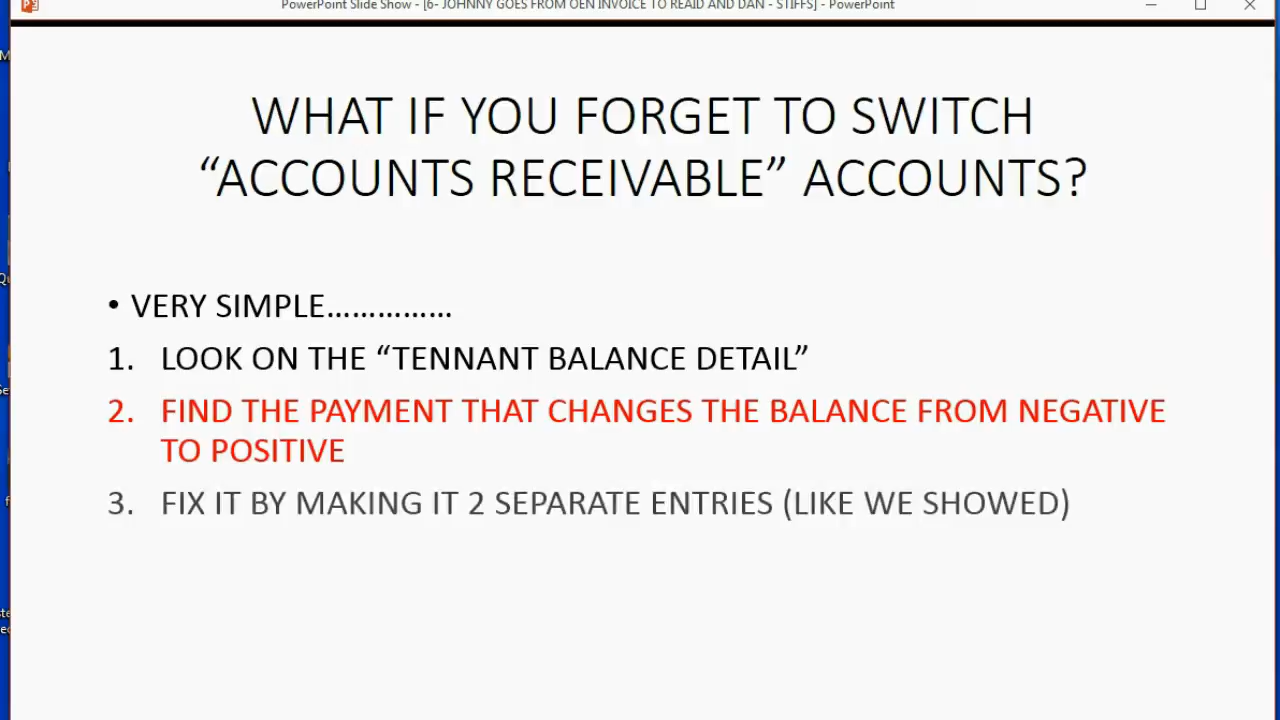 PowerPoint Slide Show - [6- JOHNNY GOES FROM OEN INVOICE TO REAID AND DAN - STIFFS] - PowerPoint
WHAT IF YOU FORGET TO SWITCH
“ACCOUNTS RECEIVABLE” ACCOUNTS?
• VERY SIMPLE……………
1. LOOK ON THE “TENNANT BALANCE DETAIL”
2. FIND THE PAYMENT THAT CHANGES THE BALANCE FROM NEGATIVE
TO POSITIVE
3. FIX IT BY MAKING IT 2 SEPARATE ENTRIES (LIKE WE SHOWED)